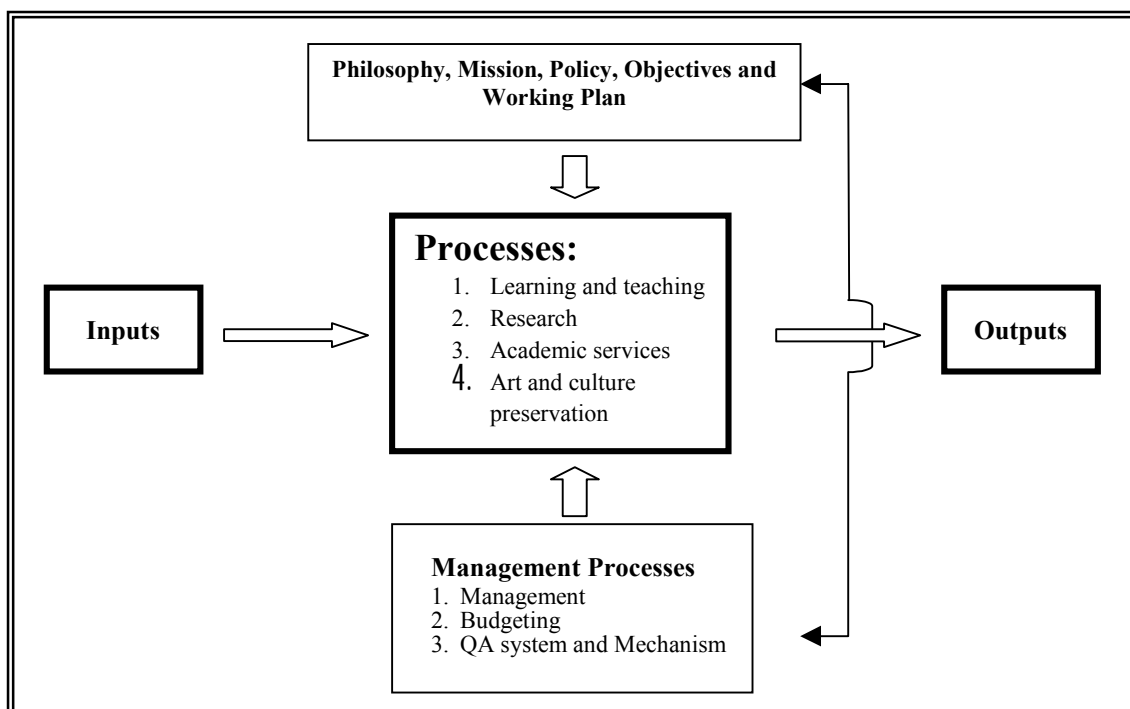 Philosophy, Mission, Policy, Objectives and
Working Plan
Processes:
1. Learning and teaching
2. Research
3. Academic services
4. Art and culture
preservation
Inputs
Outputs
Management Processes
1. Management
2. Budgeting
3. QA system and Mechanism